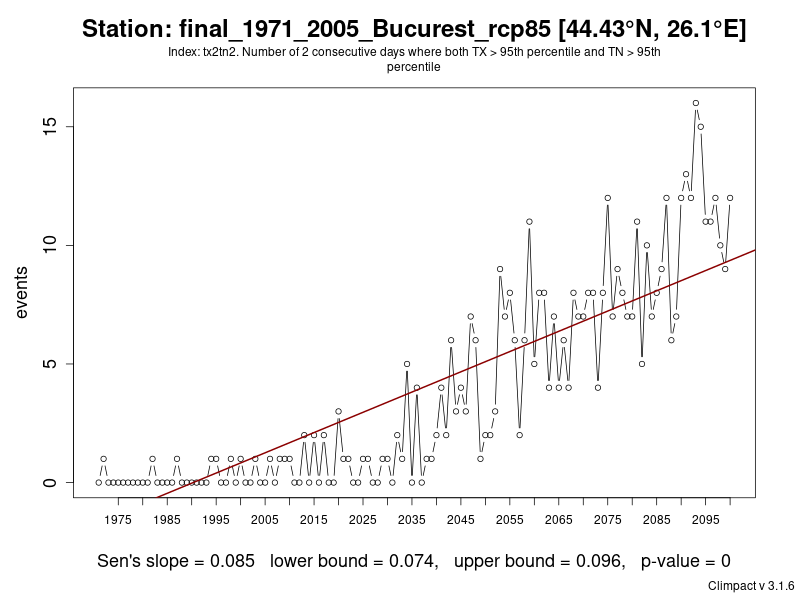 Station: final_1971_2005_Bucurest_rcp85 [44.43°N, 26.1°E]
Index: tx2tn2. Number of 2 consecutive days where both TX > 95th percentile and TN > 95th
percentile
15
10
5
0
events
1975 1985 1995 2005 2015 2025 2035 2045 2055 2065 2075 2085 2095
Sen's slope = 0.085 lower bound = 0.074, upper bound = 0.096, p-value = 0
Climpact v 3.1.6